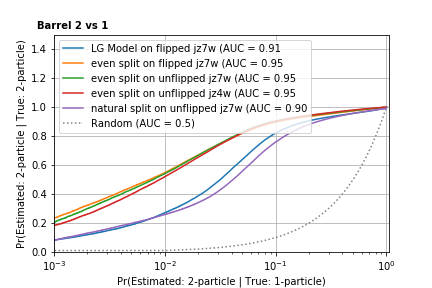 Barrel 2 vs 1
Pr(Estimated: 2-particle | True: 2-particle)
1.4
1.2
1.0
0.8
0.6
0.4
0.2
0.0
LG Model on flipped jz7w (AUC = 0.91
even split on flipped jz7w (AUC = 0.95
even split on unflipped jz7w (AUC = 0.95
even split on unflipped jz4w (AUC = 0.95
natural split on unflipped jz7w (AUC = 0.90
Random (AUC = 0.5)
10⁻³
10⁻²
10⁻¹
10⁰
Pr(Estimated: 2-particle | True: 1-particle)